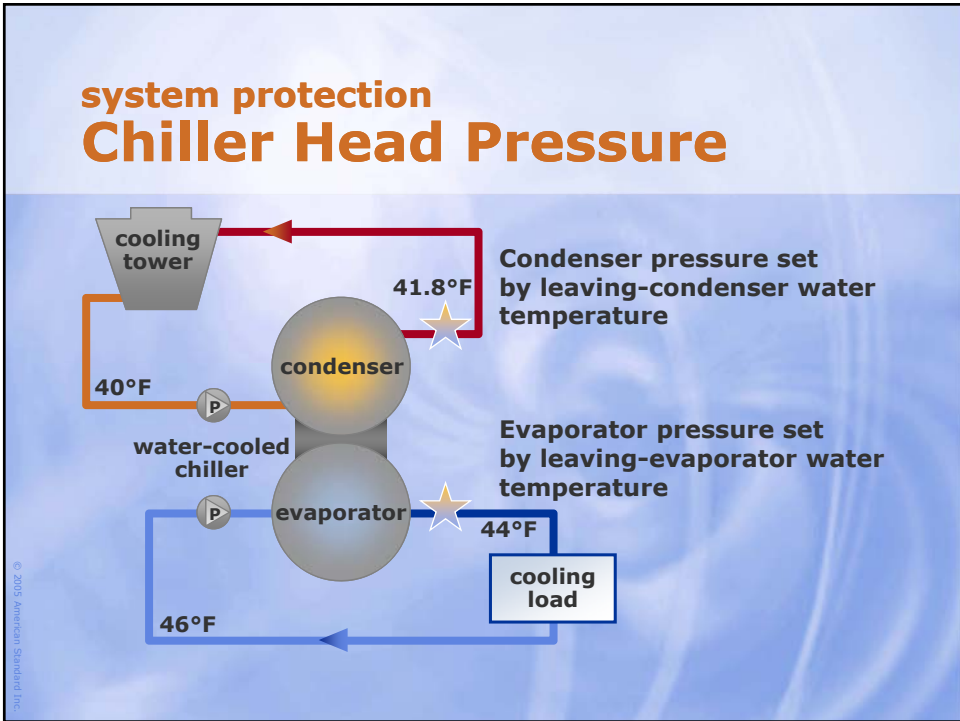 system protection
Chiller Head Pressure
cooling
tower
41.8°F
Condenser pressure set
by leaving-condenser water
temperature
condenser
40°F
P
water-cooled
chiller
Evaporator pressure set
by leaving-evaporator water
temperature
P
evaporator
44°F
cooling
load
46°F
© 2005 American Standard Inc.